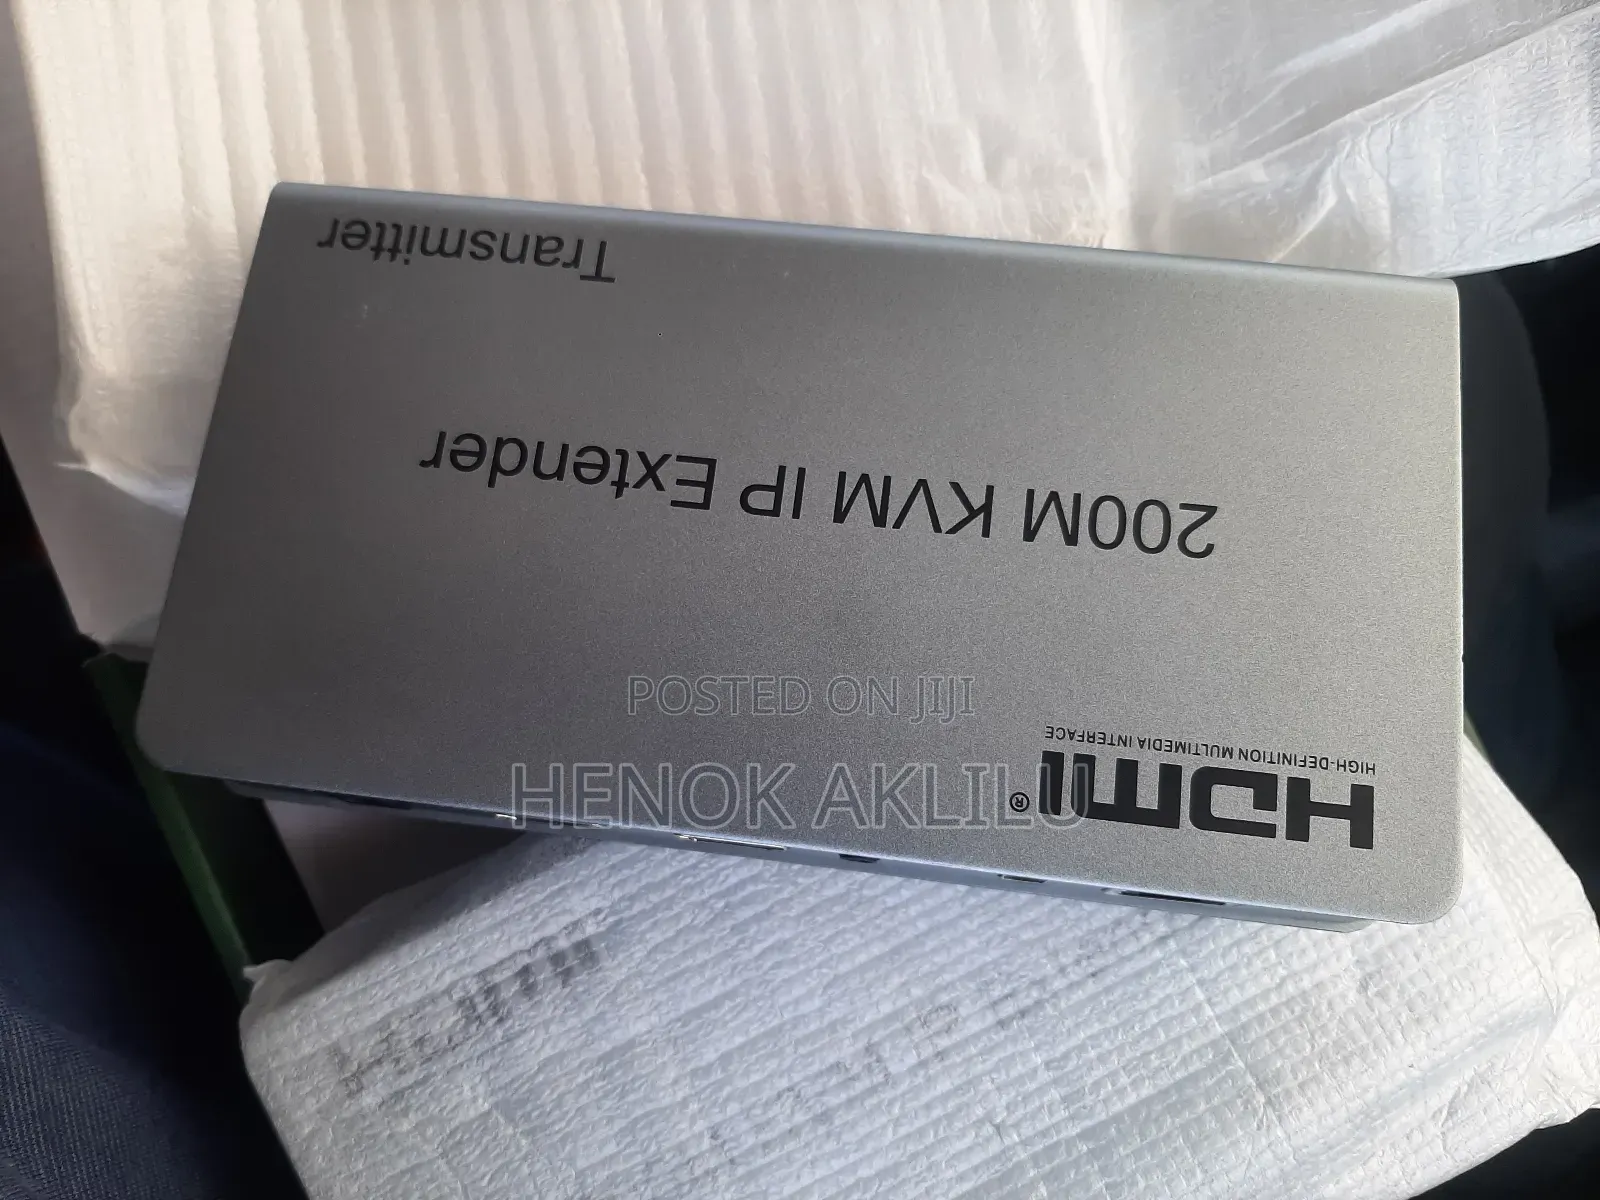 HDMI®
HIGH-DEFINITION MULTIMEDIA INTERFACE
200M KVM IP Extender
Transmitter
POSTED ON JIJI
HENOK AKLILU